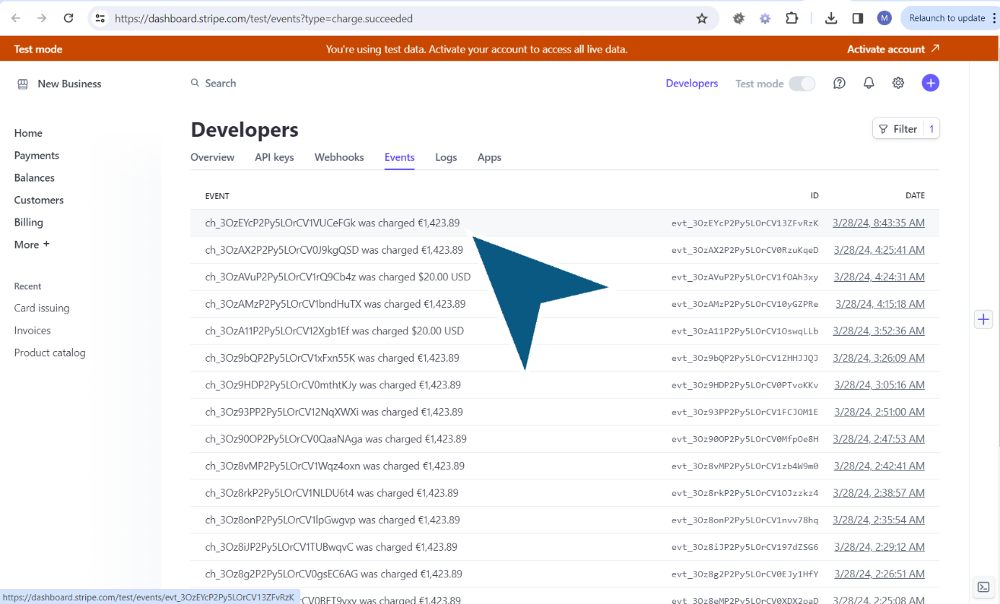 https://dashboard.stripe.com/test/events?type=charge.succeeded M Relaunch to update
Test mode You're using test data. Activate your account to access all live data. Activate account
New Business Search Developers Test mode
Developers
Filter 1
Home
Payments
Balances
Customers
Billing
More +
Recent
Card issuing
Invoices
Product catalog
Overview API keys Webhooks Events Logs Apps
EVENT ID DATE
ch_3OzEYcP2Py5LOrCV1VUCeFGk was charged €1,423.89 evt_3OzEYcP2Py5LOrCV13ZFvRzK 3/28/24, 8:43:35 AM
ch_3OzAX2P2Py5LOrCV0J9kgQSD was charged €1,423.89 evt_3OzAX2P2Py5LOrCV0RzuKqeD 3/28/24, 4:25:41 AM
ch_3OzAVuP2Py5LOrCV1rQ9Cb4z was charged $20.00 USD evt_3OzAVuP2Py5LOrCV1fOAh3xy 3/28/24, 4:24:31 AM
ch_3OzAMzP2Py5LOrCV1bndHuTX was charged €1,423.89 evt_3OzAMzP2Py5LOrCV10yGZPRe 3/28/24, 4:15:18 AM
ch_3OzA11P2Py5LOrCV12Xgb1Ef was charged $20.00 USD evt_3OzA11P2Py5LOrCV1OswqLLb 3/28/24, 3:52:36 AM
ch_3Oz9bQP2Py5LOrCV1xFxn55K was charged €1,423.89 evt_3Oz9bQP2Py5LOrCV1ZHHJJQJ 3/28/24, 3:26:09 AM
ch_3Oz9HDP2Py5LOrCV0mthtKJy was charged €1,423.89 evt_3Oz9HDP2Py5LOrCV0PTvoKKv 3/28/24, 3:05:16 AM
ch_3Oz93PP2Py5LOrCV12NqXWXi was charged €1,423.89 evt_3Oz93PP2Py5LOrCV1FCJOM1E 3/28/24, 2:51:00 AM
ch_3Oz90OP2Py5LOrCV0QaaNAga was charged €1,423.89 evt_3Oz90OP2Py5LOrCV0MfpOe8H 3/28/24, 2:47:53 AM
ch_3Oz8vMP2Py5LOrCV1Wqz4oxn was charged €1,423.89 evt_3Oz8vMP2Py5LOrCV1zb4W9m0 3/28/24, 2:42:41 AM
ch_3Oz8rkP2Py5LOrCV1NLDU6t4 was charged €1,423.89 evt_3Oz8rkP2Py5LOrCV1OJzzkz4 3/28/24, 2:38:57 AM
ch_3Oz8onP2Py5LOrCV1lpGwgvp was charged €1,423.89 evt_3Oz8onP2Py5LOrCV1nvv78hq 3/28/24, 2:35:54 AM
ch_3Oz8iJP2Py5LOrCV1TUBwqvC was charged €1,423.89 evt_3Oz8iJP2Py5LOrCV197dZSG6 3/28/24, 2:29:12 AM
ch_3Oz8g2P2Py5LOrCV0gsEC6AG was charged €1,423.89 evt_3Oz8g2P2Py5LOrCV0EJy1HfY 3/28/24, 2:26:51 AM
was charged €1,423.89 evt_3Oz8eMP2Py5LOrCV0XDX2oaD 3/28/24, 2:25:08 AM
https://dashboard.stripe.com/test/events/evt_3OzEYcP2Py5LOrCV13ZFvRzK